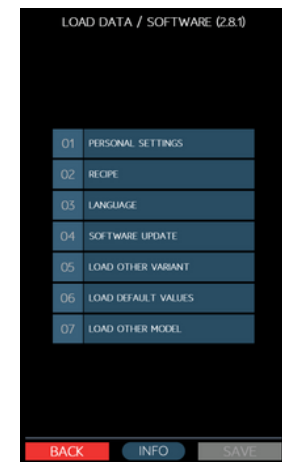 LOAD DATA / SOFTWARE (2.8.1)
01 PERSONAL SETTINGS
02 RECIPE
03 LANGUAGE
04 SOFTWARE UPDATE
05 LOAD OTHER VARIANT
06 LOAD DEFAULT VALUES
07 LOAD OTHER MODEL
BACK INFO SAVE